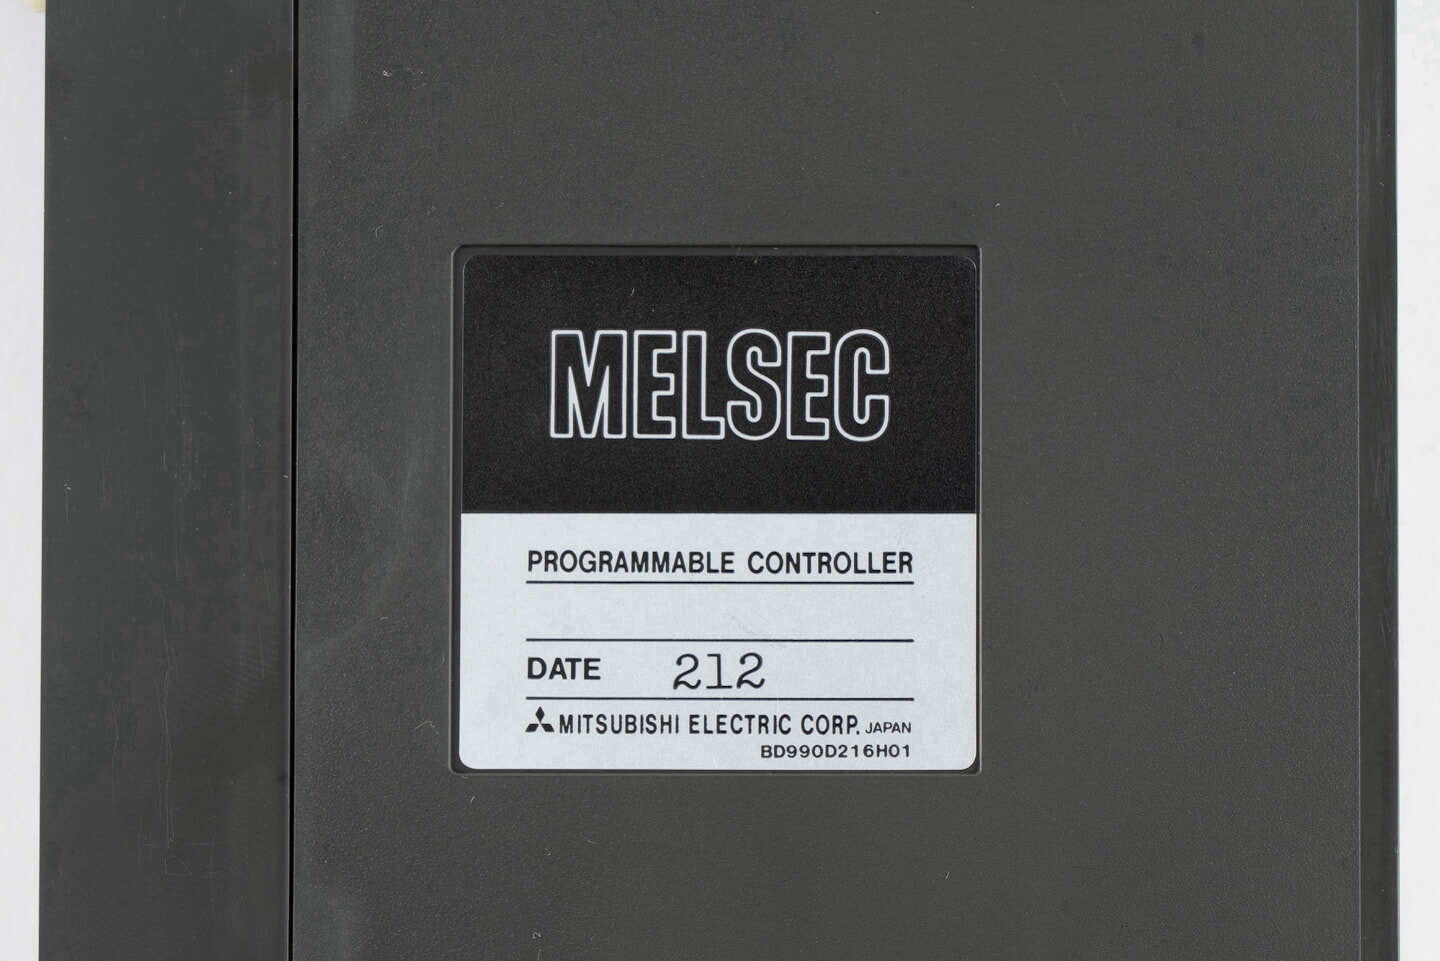 MELSEC
PROGRAMMABLE CONTROLLER
DATE 212
MITSUBISHI ELECTRIC CORP. JAPAN
BD990D216H01